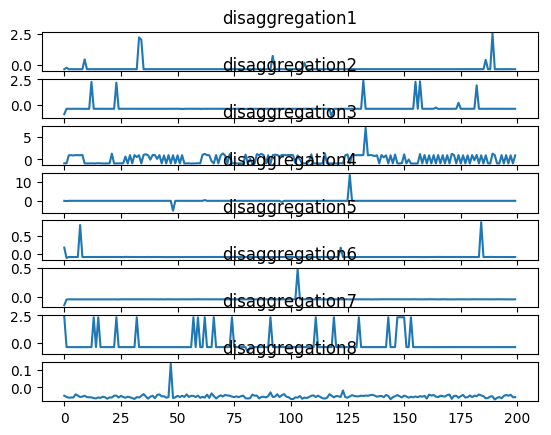 disaggregation1
2.5
0.0
disaggregation2
2.5
0.0
disaggregation3
5
0
disaggregation4
10
0
disaggregation5
0.5
0.0
disaggregation6
0.5
0.0
disaggregation7
2.5
0.0
disaggregation8
0.1
0.0
0 25 50 75 100 125 150 175 200